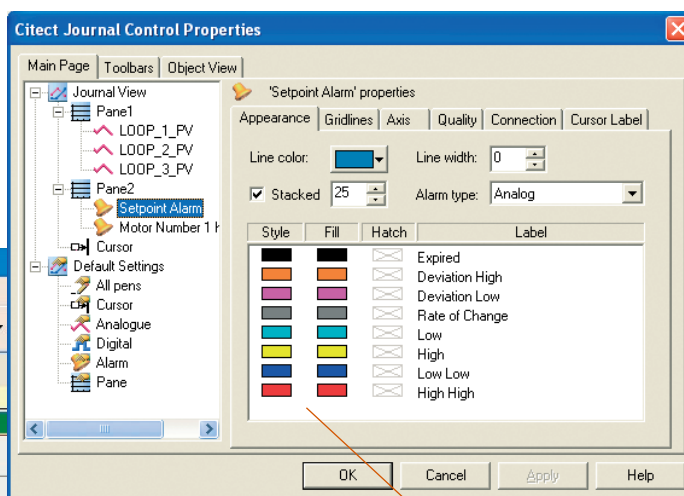 Citect Journal Control Properties
Main Page Toolbars Object View
Journal View
Pane1
LOOP_1_PV
LOOP_2_PV
LOOP_3_PV
Pane2
Setpoint Alarm
Motor Number 1
Cursor
Default Settings
All pens
Cursor
Analogue
Digital
Alarm
Pane
'Setpoint Alarm' properties
Appearance Gridlines Axis Quality Connection Cursor Label
Line color: Line width: 0
Stacked 25 Alarm type: Analog
Style Fill Hatch Label
Expired
Deviation High
Deviation Low
Rate of Change
Low
High
Low Low
High High
OK Cancel Apply Help